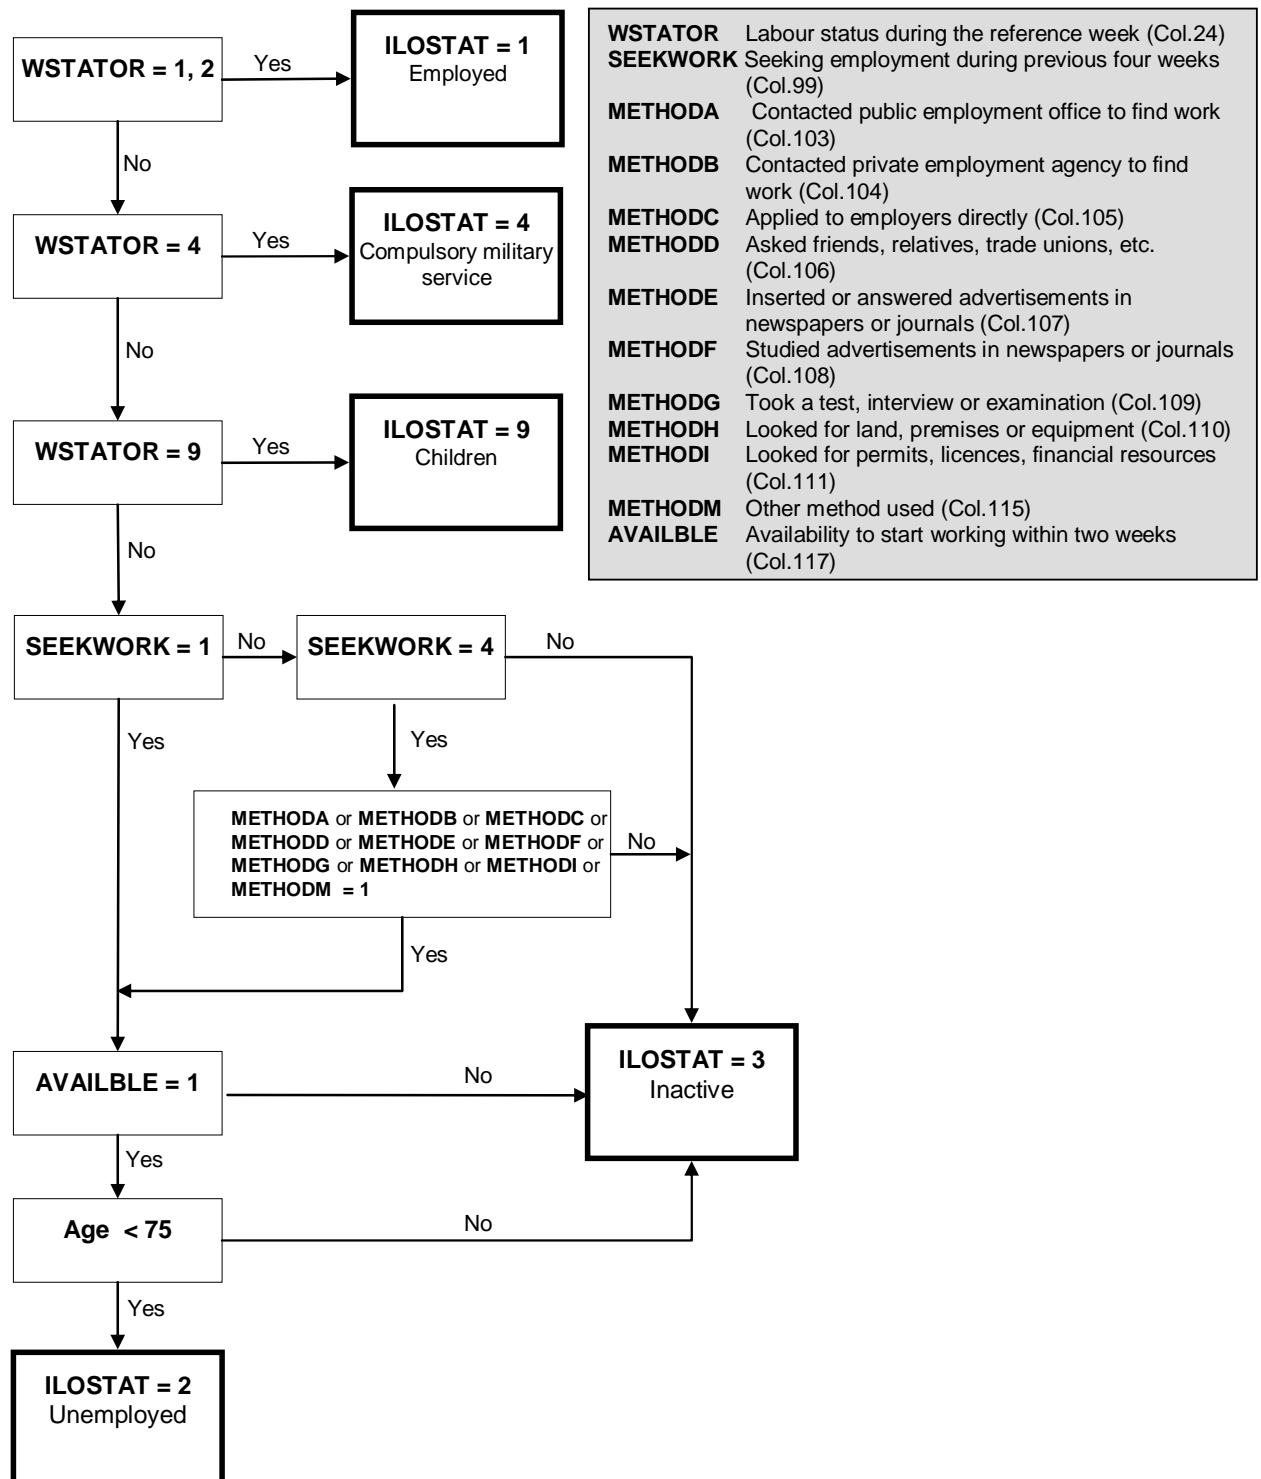 WSTATOR = 1, 2
Yes
ILOSTAT = 1
Employed
No
WSTATOR = 4
Yes
ILOSTAT = 4
Compulsory military
service
No
WSTATOR = 9
Yes
ILOSTAT = 9
Children
No
WSTATOR Labour status during the reference week (Col.24)
SEEKWORK Seeking employment during previous four weeks
(Col.99)
METHODA Contacted public employment office to find work
(Col.103)
METHODB Contacted private employment agency to find
work (Col.104)
METHODC Applied to employers directly (Col.105)
METHODD Asked friends, relatives, trade unions, etc.
(Col.106)
METHODE Inserted or answered advertisements in
newspapers or journals (Col.107)
METHODF Studied advertisements in newspapers or journals
(Col.108)
METHODG Took a test, interview or examination (Col.109)
METHODH Looked for land, premises or equipment (Col.110)
METHODI Looked for permits, licences, financial resources
(Col.111)
METHODM Other method used (Col.115)
AVAILBLE Availability to start working within two weeks
(Col.117)
SEEKWORK = 1
No
SEEKWORK = 4
No
Yes
Yes
METHODA or METHODB or METHODC or
METHODD or METHODE or METHODF or
METHODG or METHODH or METHODI or
METHODM = 1
No
Yes
AVAILBLE = 1
No
ILOSTAT = 3
Inactive
Yes
Age < 75
No
Yes
ILOSTAT = 2
Unemployed